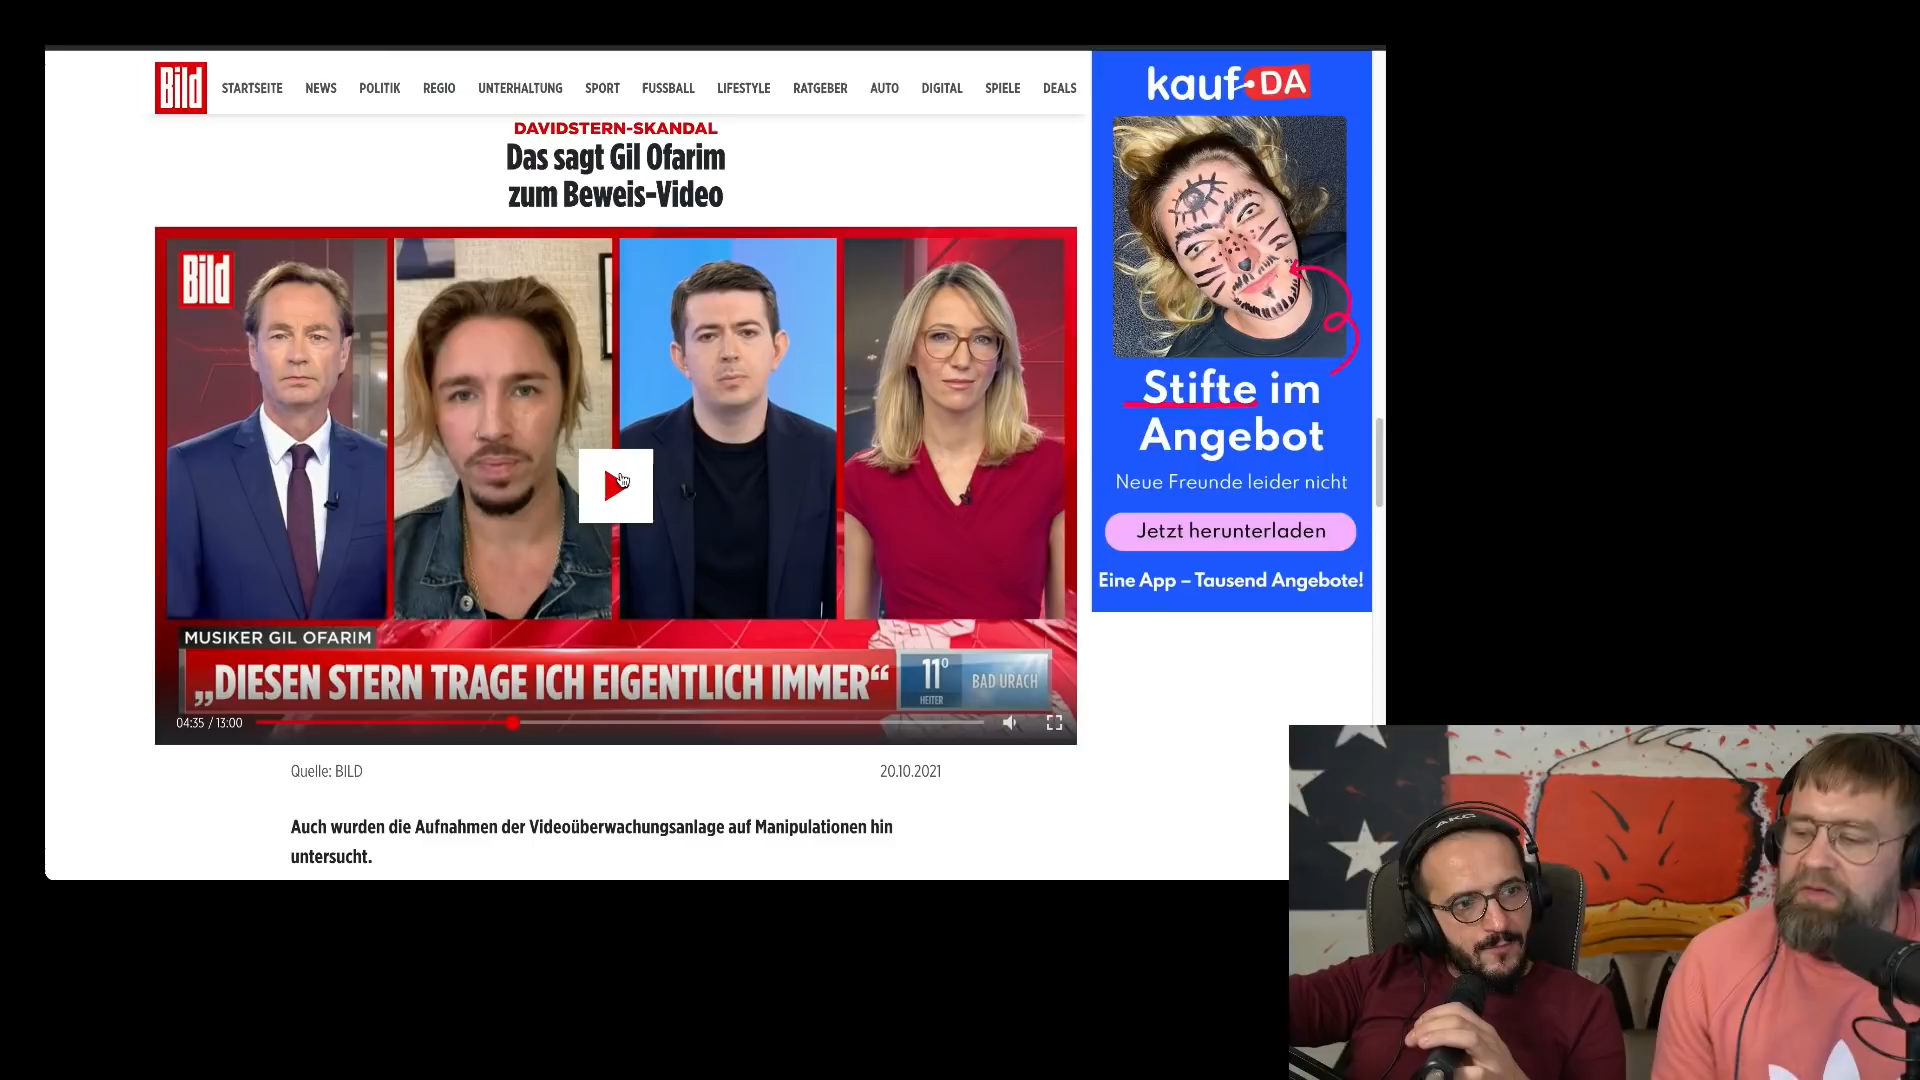 Bild
STARTSEITE NEWS POLITIK REGIO UNTERHALTUNG SPORT FUSSBALL LIFESTYLE RATGEBER AUTO DIGITAL SPIELE DEALS
DAVIDSTERN-SKANDAL
Das sagt Gil Ofarim
zum Beweis-Video
Bild
MUSIKER GIL OFARIM
„DIESEN STERN TRAGE ICH EIGENTLICH IMMER“
11°
HEITER
BAD URACH
04:35 / 13:00
Quelle: BILD
20.10.2021
Auch wurden die Aufnahmen der Videoüberwachungsanlage auf Manipulationen hin
untersucht.
kaufDA
Stifte im
Angebot
Neue Freunde leider nicht
Jetzt herunterladen
Eine App – Tausend Angebote!
AKG